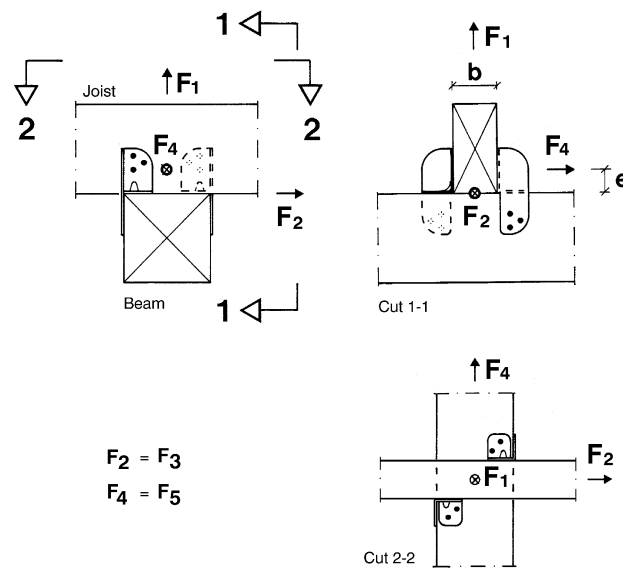 1
F1
2
Joist
F1
2
b
F4
F4
e
F2
F2
Beam
1
Cut 1-1
F4
F2 = F3
F4 = F5
F1
F2
Cut 2-2